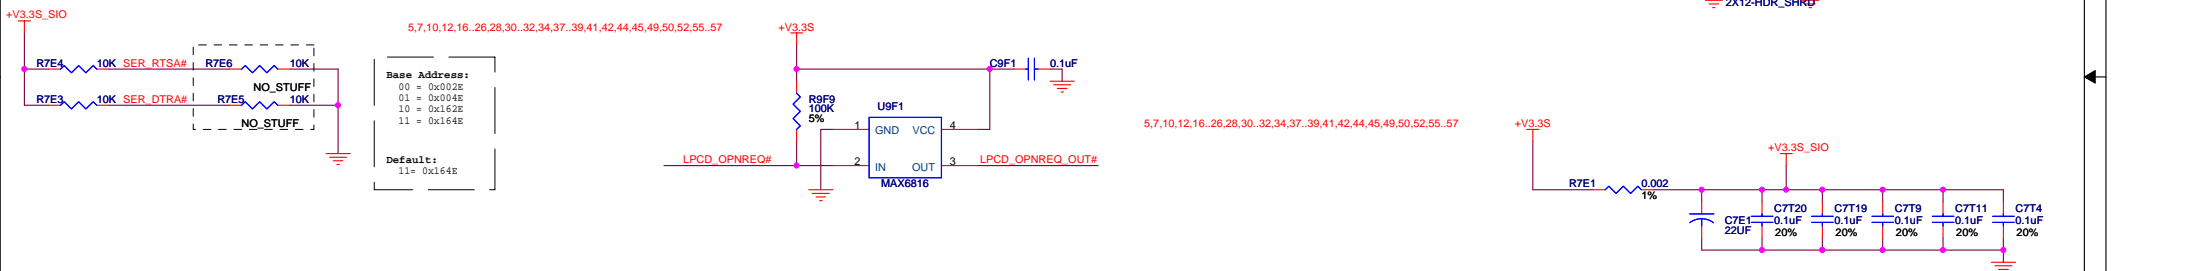 2X12-HDR_SHRD
+V3.3S_SIO
5,7,10,12,16..26,28,30..32,34,37..39,41,42,44,45,49,50,52,55..57
+V3.3S
R7E4 10K SER_RTSA# R7E6 10K
NO_STUFF
R7E3 10K SER_DTRA# R7E5 10K
NO_STUFF
Base Address:
00 = 0x002E
01 = 0x004E
10 = 0x162E
11 = 0x164E
Default:
11= 0x164E
C9F1 0.1uF
R9F9
100K
5%
U9F1
1 GND VCC 4
LPCD_OPNREQ# 2 IN OUT 3 LPCD_OPNREQ_OUT#
MAX6816
5,7,10,12,16..26,28,30..32,34,37..39,41,42,44,45,49,50,52,55..57
+V3.3S
+V3.3S_SIO
R7E1 0.002
1%
C7E1
22UF
C7T20
0.1uF
20%
C7T19
0.1uF
20%
C7T9
0.1uF
20%
C7T11
0.1uF
20%
C7T4
0.1uF
20%